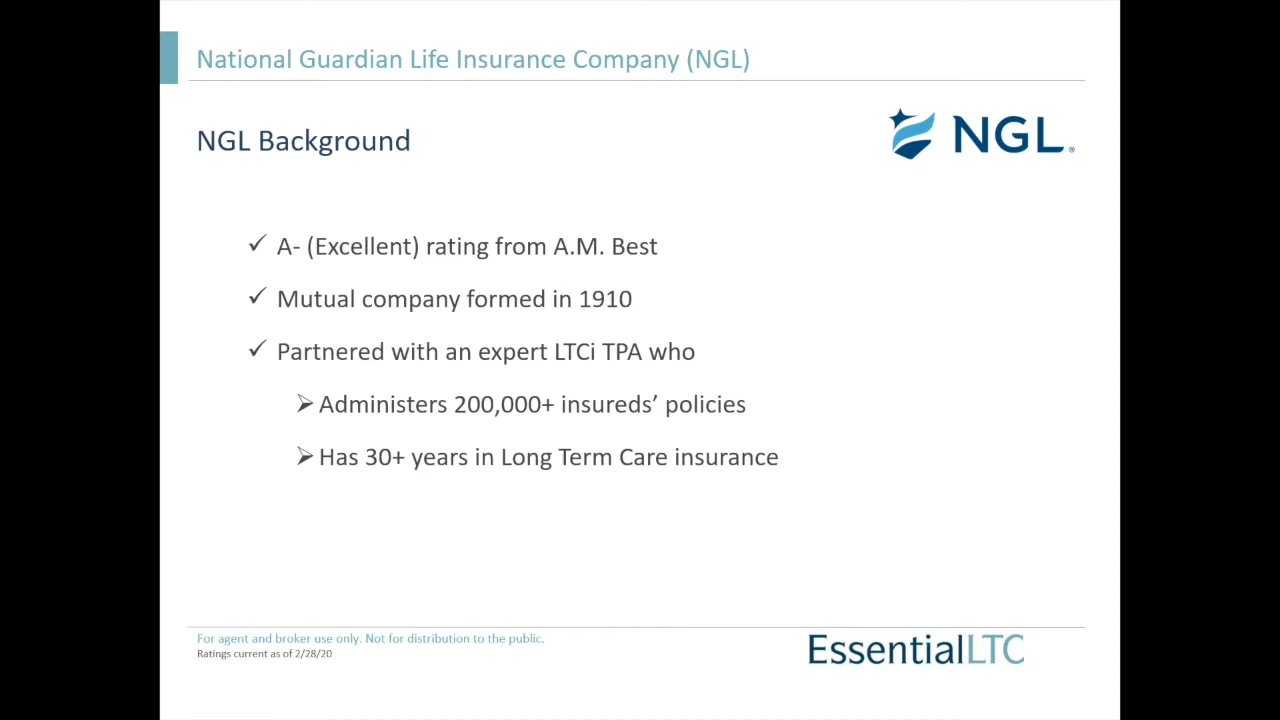 National Guardian Life Insurance Company (NGL)
NGL Background
NGL®
✓ A- (Excellent) rating from A.M. Best
✓ Mutual company formed in 1910
✓ Partnered with an expert LTCi TPA who
➢ Administers 200,000+ insureds’ policies
➢ Has 30+ years in Long Term Care insurance
For agent and broker use only. Not for distribution to the public.
Ratings current as of 2/28/20
EssentialLTC